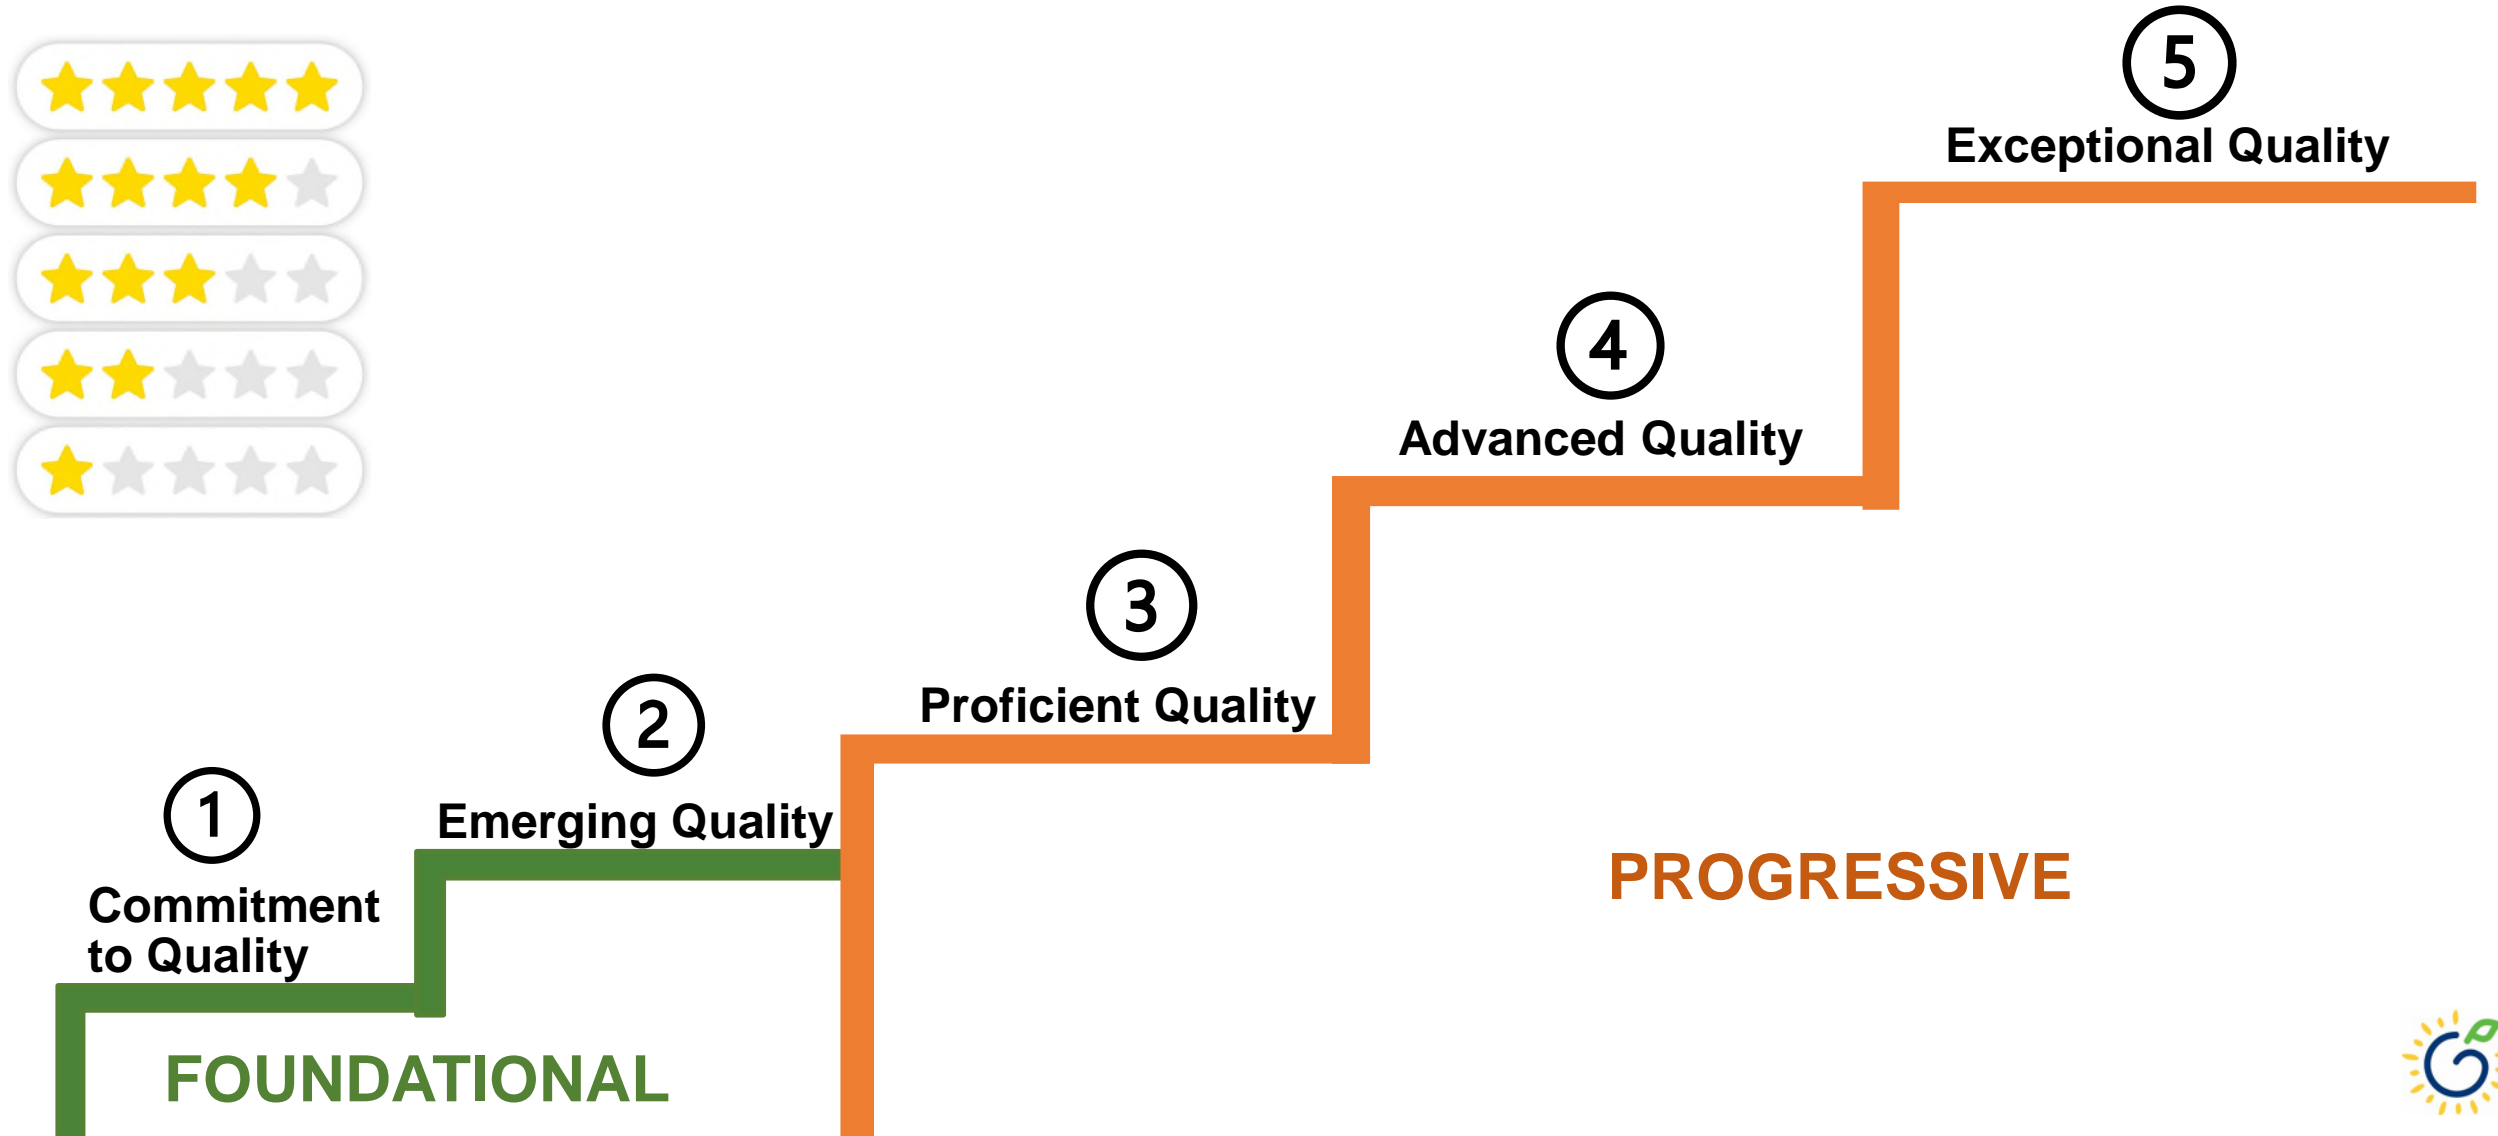 5
Exceptional Quality
4
Advanced Quality
3
Proficient Quality
2
Emerging Quality
1
Commitment
to Quality
PROGRESSIVE
FOUNDATIONAL